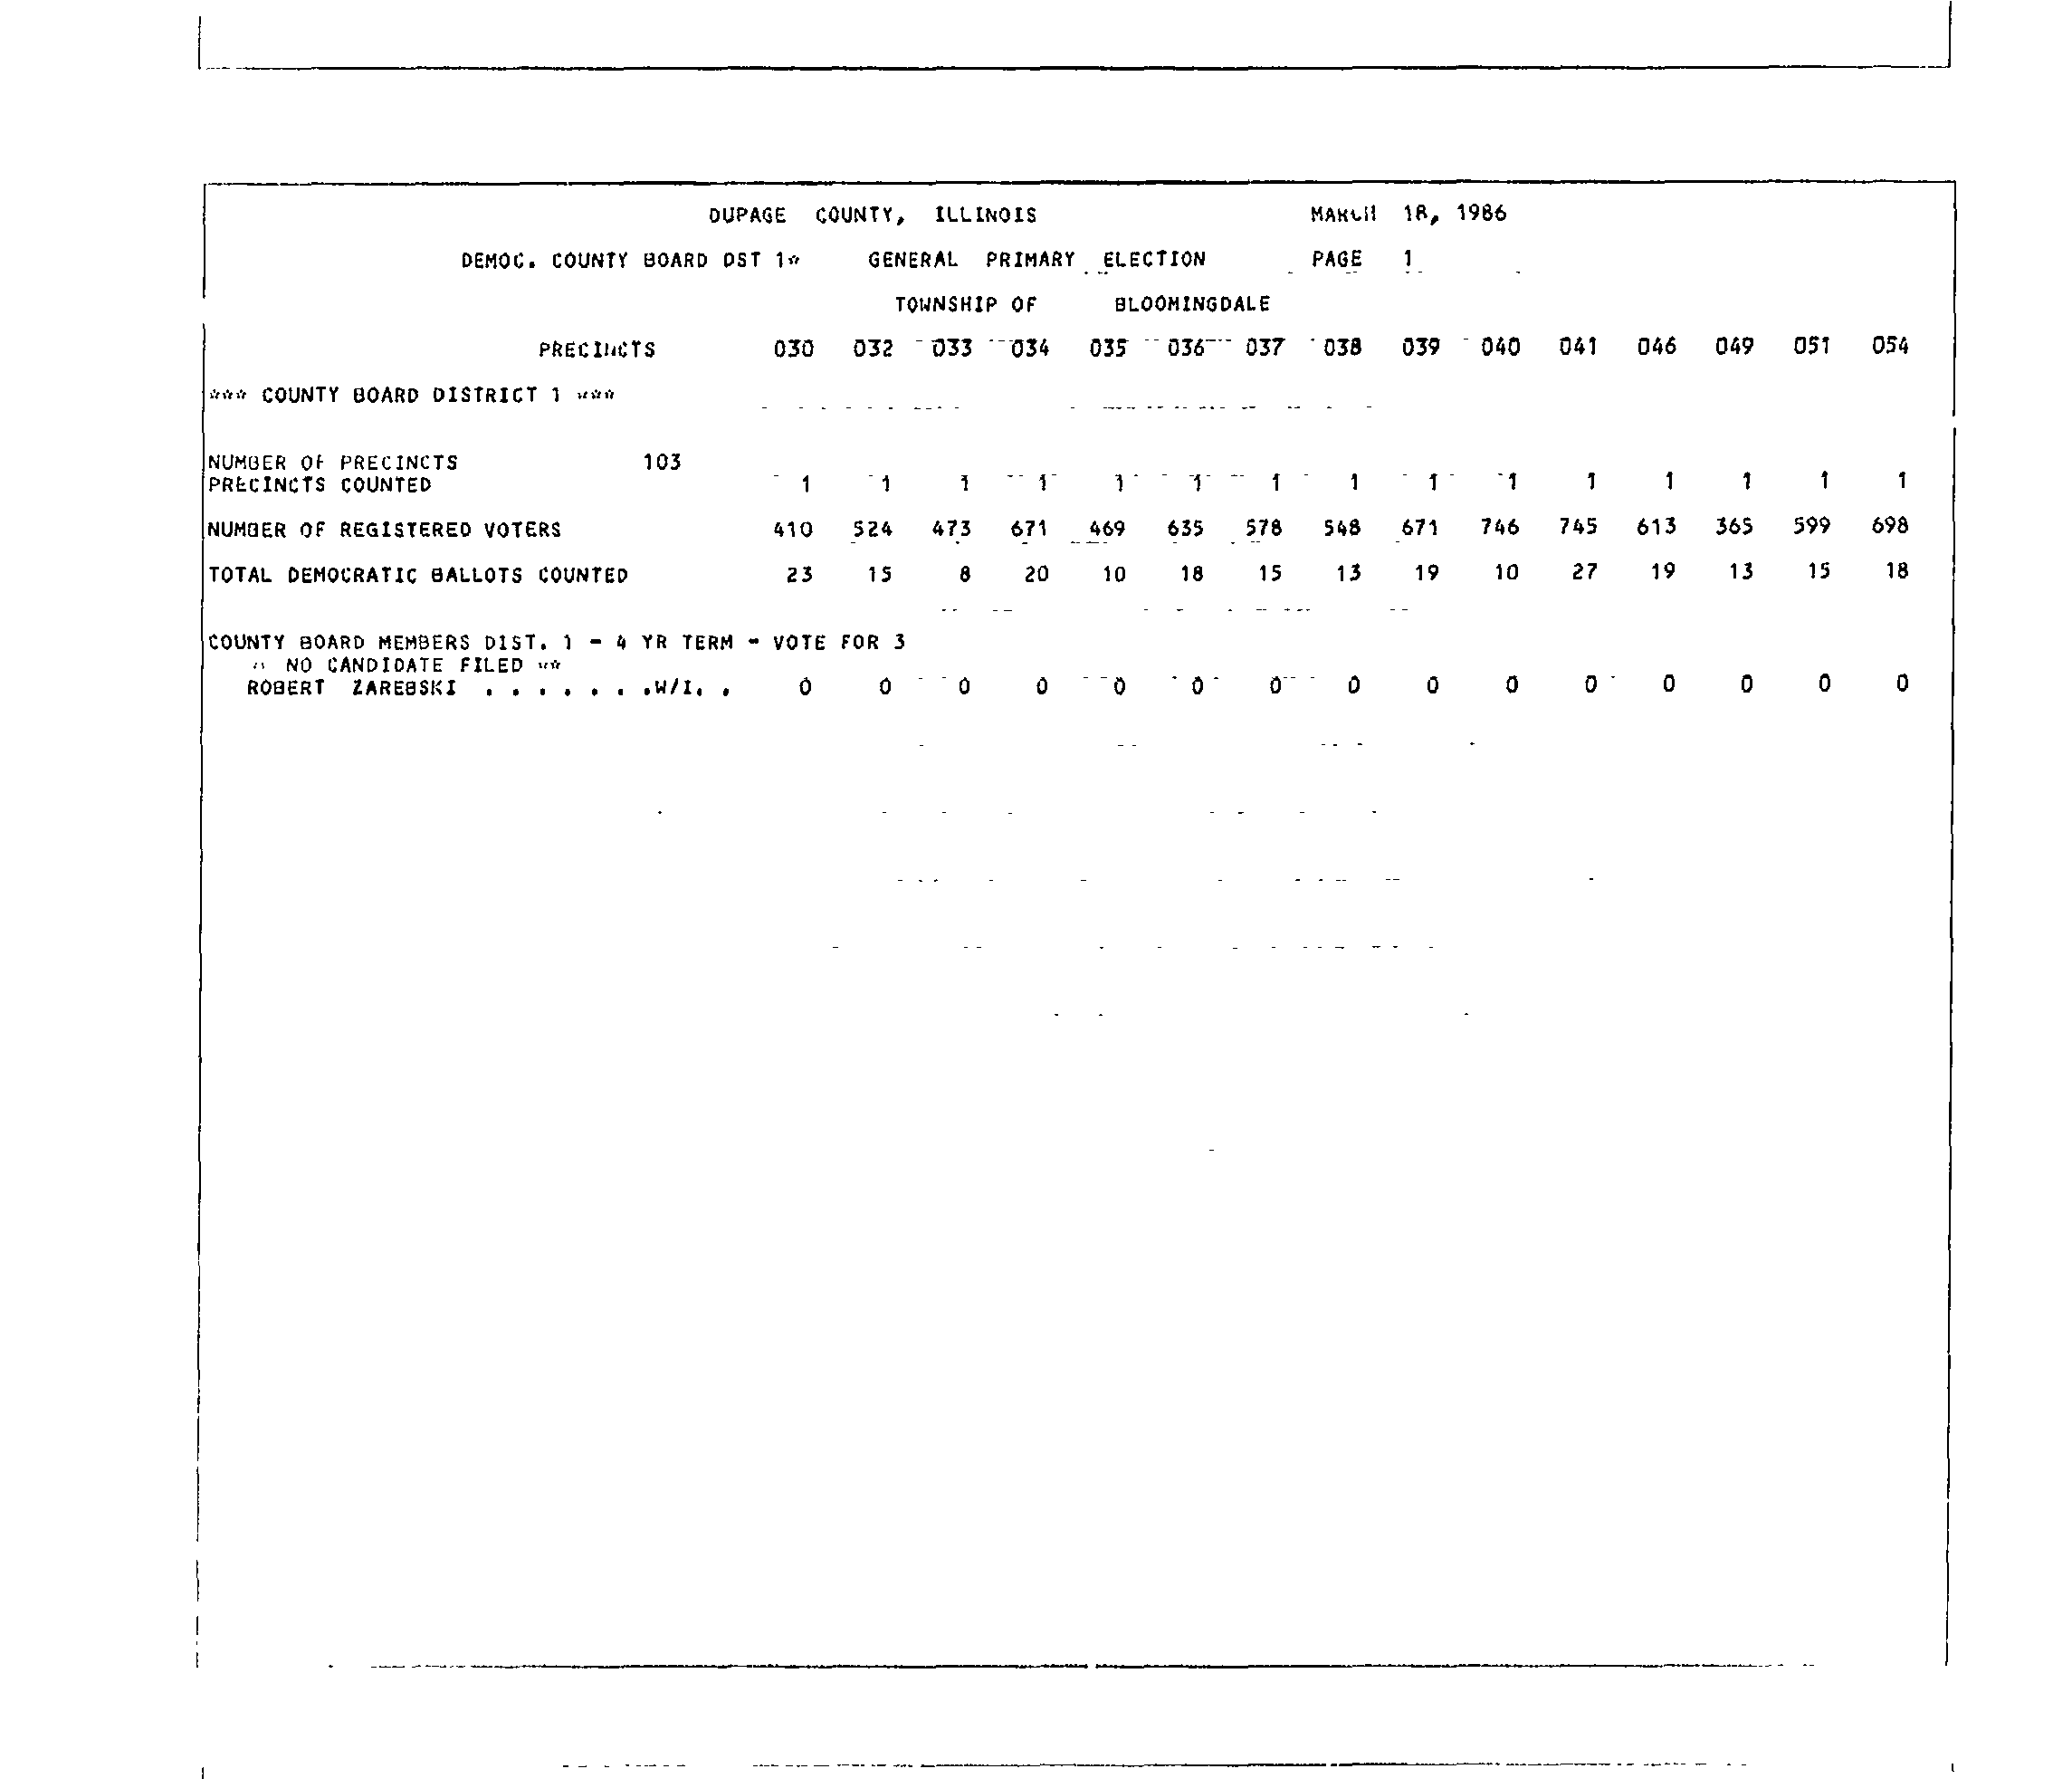 DUPAGE COUNTY, ILLINOIS MARCH 18, 1986
DEMOC. COUNTY BOARD DST 1* GENERAL PRIMARY ELECTION PAGE 1
TOWNSHIP OF BLOOMINGDALE
PRECINCTS 030 032 033 034 035 036 037 038 039 040 041 046 049 051 054
*** COUNTY BOARD DISTRICT 1 ***
NUMBER OF PRECINCTS 103
PRECINCTS COUNTED 1 1 1 1 1 1 1 1 1 1 1 1 1 1 1
NUMBER OF REGISTERED VOTERS 410 524 473 671 469 635 578 548 671 746 745 613 365 599 698
TOTAL DEMOCRATIC BALLOTS COUNTED 23 15 8 20 10 18 15 13 19 10 27 19 13 15 18
COUNTY BOARD MEMBERS DIST. 1 - 4 YR TERM - VOTE FOR 3
** NO CANDIDATE FILED **
ROBERT ZAREBSKI . . . . . . .W/I. . 0 0 0 0 0 0 0 0 0 0 0 0 0 0 0